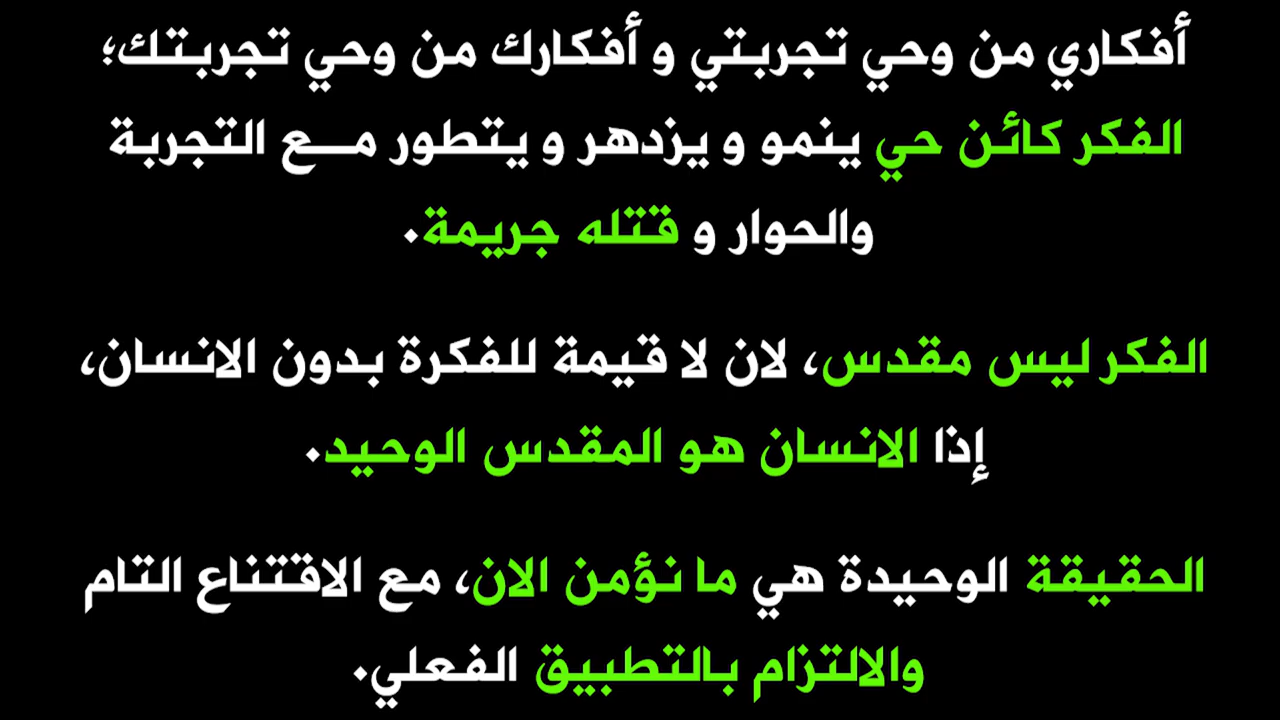 أفكاري من وحي تجربتي و أفكارك من وحي تجربتك؛
الفكر كائن حي ينمو و يزدهر و يتطور مـــع التجربة
والحوار و قتله جريمة.
الفكر ليس مقدس، لان لا قيمة للفكرة بدون الانسان،
إذا الانسان هو المقدس الوحيد.
الحقيقة الوحيدة هي ما نؤمن الان، مع الاقتناع التام
والالتزام بالتطبيق الفعلي.